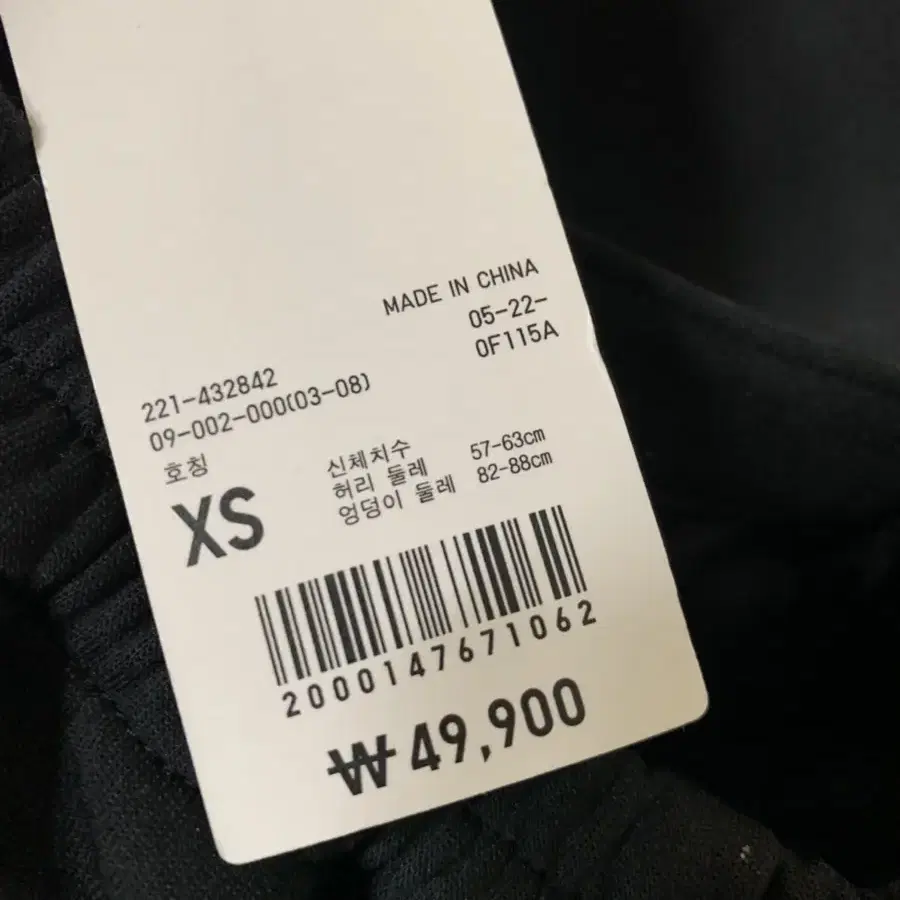 MADE IN CHINA
05-22-
0F115A
221-432842
09-002-000(03-08)
호칭
XS
신체치수
허리 둘레 57-63cm
엉덩이 둘레 82-88cm
2000147671062
₩49,900